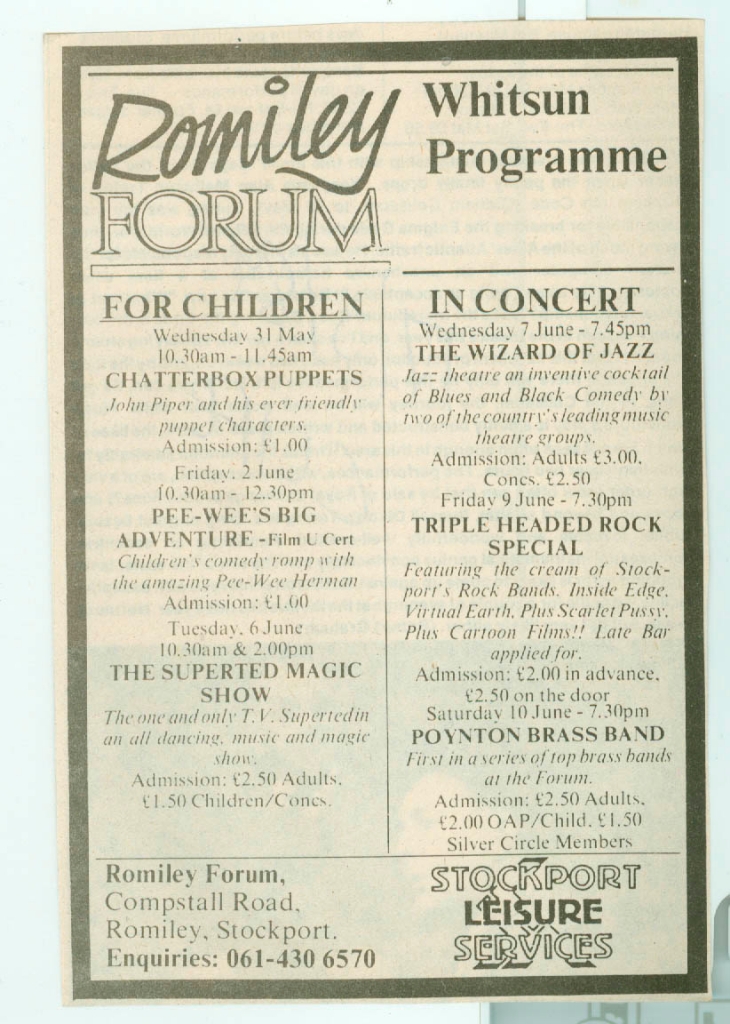 Romiley
FORUM
Whitsun
Programme
FOR CHILDREN
Wednesday 31 May
10.30am - 11.45am
CHATTERBOX PUPPETS
John Piper and his ever friendly
puppet characters.
Admission: £1.00
Friday, 2 June
10.30am - 12.30pm
PEE-WEE'S BIG
ADVENTURE - Film U Cert
Children's comedy romp with
the amazing Pee-Wee Herman
Admission: £1.00
Tuesday, 6 June
10.30am & 2.00pm
THE SUPERTED MAGIC
SHOW
The one and only T.V. Supertedin
an all dancing, music and magic
show.
Admission: £2.50 Adults,
£1.50 Children/Concs.
IN CONCERT
Wednesday 7 June - 7.45pm
THE WIZARD OF JAZZ
Jazz theatre an inventive cocktail
of Blues and Black Comedy by
two of the country's leading music
theatre groups.
Admission: Adults £3.00,
Concs. £2.50
Friday 9 June - 7.30pm
TRIPLE HEADED ROCK
SPECIAL
Featuring the cream of Stock-
port's Rock Bands. Inside Edge,
Virtual Earth, Plus Scarlet Pussy,
Plus Cartoon Films!! Late Bar
applied for.
Admission: £2.00 in advance,
£2.50 on the door
Saturday 10 June - 7.30pm
POYNTON BRASS BAND
First in a series of top brass bands
at the Forum.
Admission: £2.50 Adults,
£2.00 OAP/Child, £1.50
Silver Circle Members
Romiley Forum,
Compstall Road,
Romiley, Stockport.
Enquiries: 061-430 6570
STOCKPORT
LEISURE
SERVICES